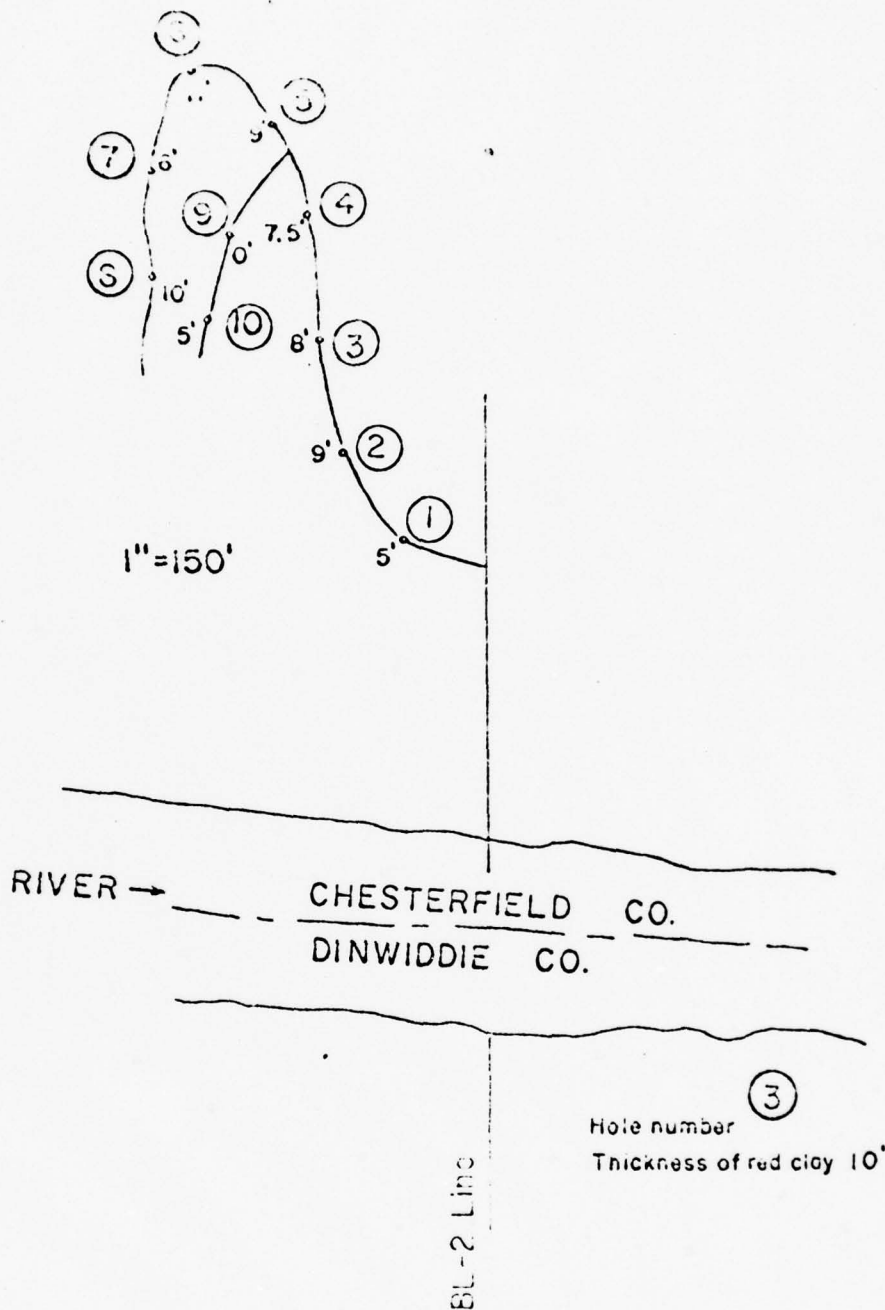 ⑦ 6'
④
7.5'
⑨
0'
10'
5' ⑩
8' ③
9' ②
①
5'
1"=150'
RIVER →
CHESTERFIELD CO.
DINWIDDIE CO.
③
Hole number
Thickness of red clay 10'
BL-2 Line